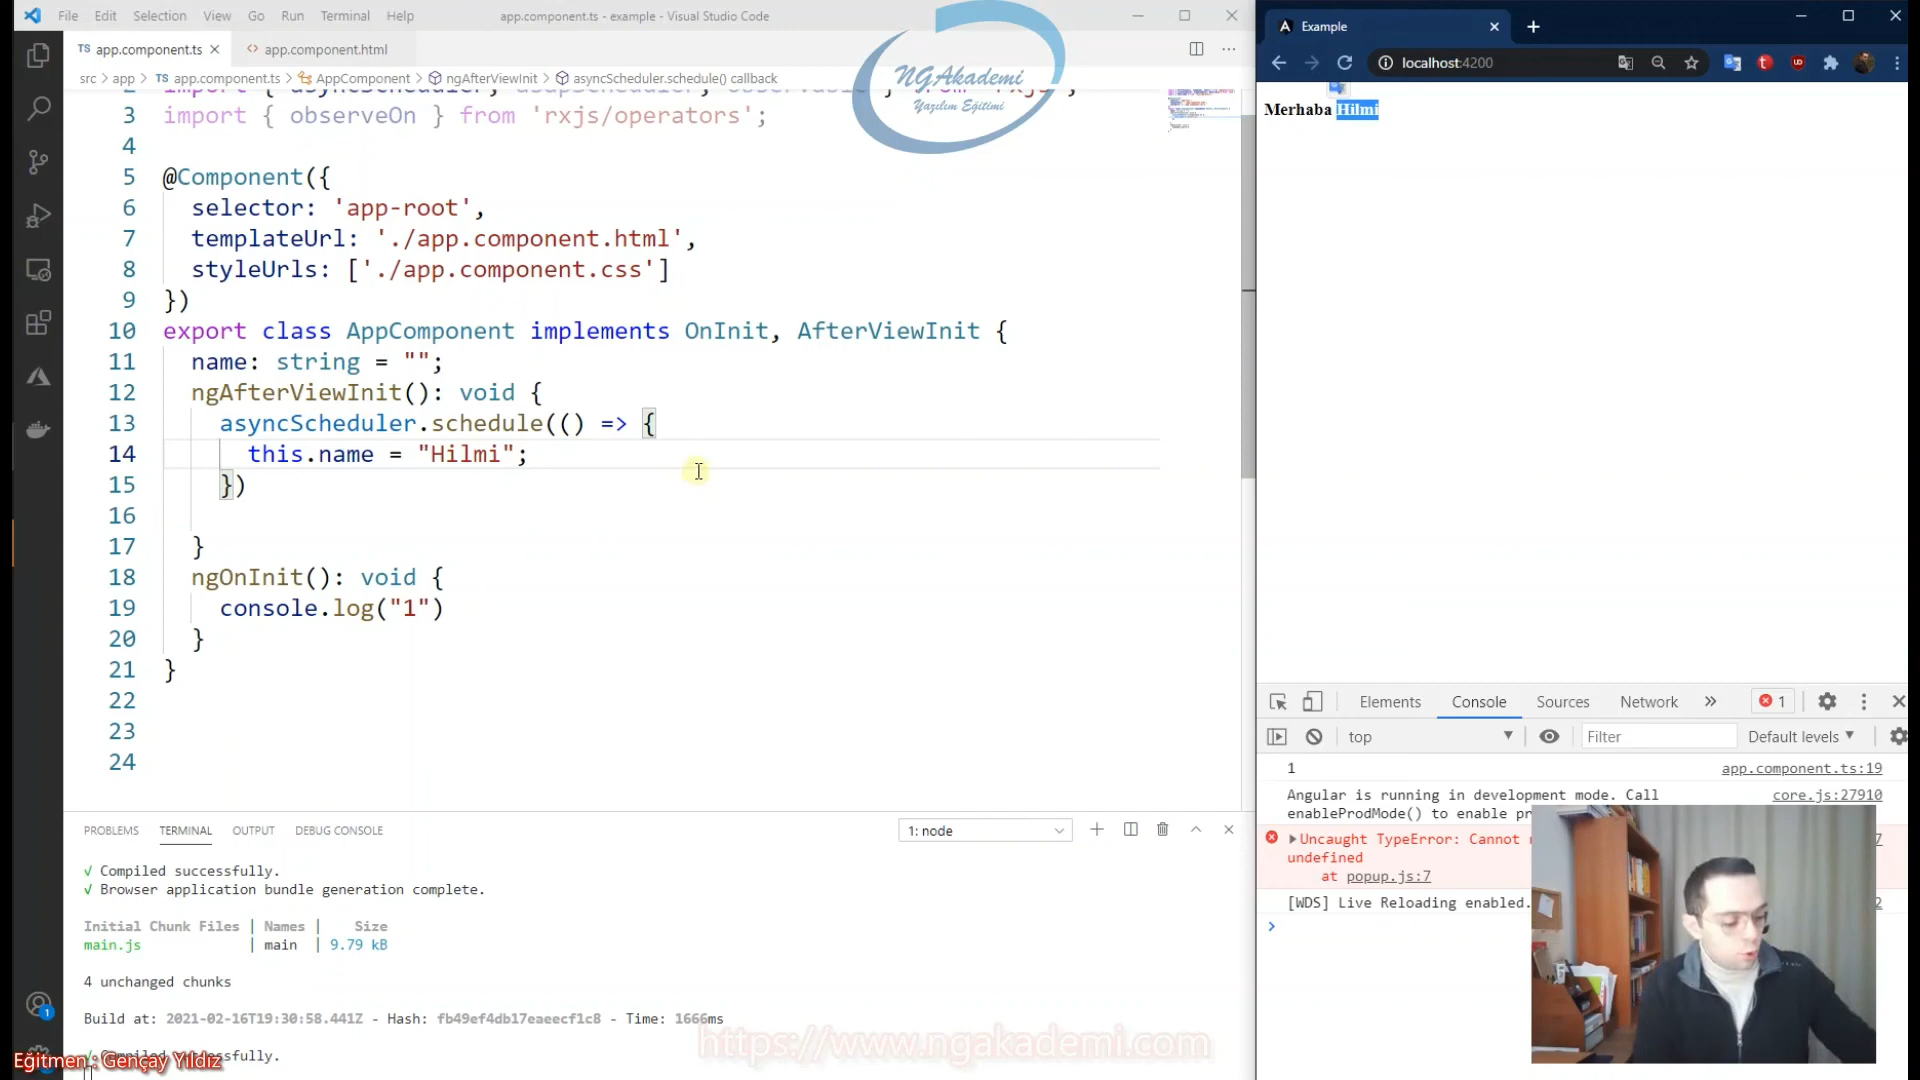 File Edit Selection View Go Run Terminal Help
app.component.ts - example - Visual Studio Code
TS app.component.ts
<> app.component.html
src > app > TS app.component.ts > AppComponent > ngAfterViewInit > asyncScheduler.schedule() callback
NGAkademi
Yazılım Eğitimi
3 import { observeOn } from 'rxjs/operators';
4
5 @Component({
6 selector: 'app-root',
7 templateUrl: './app.component.html',
8 styleUrls: ['./app.component.css']
9 })
10 export class AppComponent implements OnInit, AfterViewInit {
11 name: string = "";
12 ngAfterViewInit(): void {
13 asyncScheduler.schedule(() => {
14 this.name = "Hilmi";
15 })
16
17 }
18 ngOnInit(): void {
19 console.log("1")
20 }
21 }
22
23
24
PROBLEMS TERMINAL OUTPUT DEBUG CONSOLE
1: node
√ Compiled successfully.
√ Browser application bundle generation complete.
Initial Chunk Files | Names | Size
main.js | main | 9.79 kB
4 unchanged chunks
Build at: 2021-02-16T19:30:58.441Z - Hash: fb49ef4db17eaeecf1c8 - Time: 1666ms
https://www.ngakademi.com
Eğitmen : Gençay Yıldız
Example
localhost:4200
Merhaba Hilmi
Elements Console Sources Network
1
top
Filter
Default levels
1 app.component.ts:19
Angular is running in development mode. Call core.js:27910
enableProdMode() to enable
Uncaught TypeError: Cannot
undefined
at popup.js:7
[WDS] Live Reloading enabled.